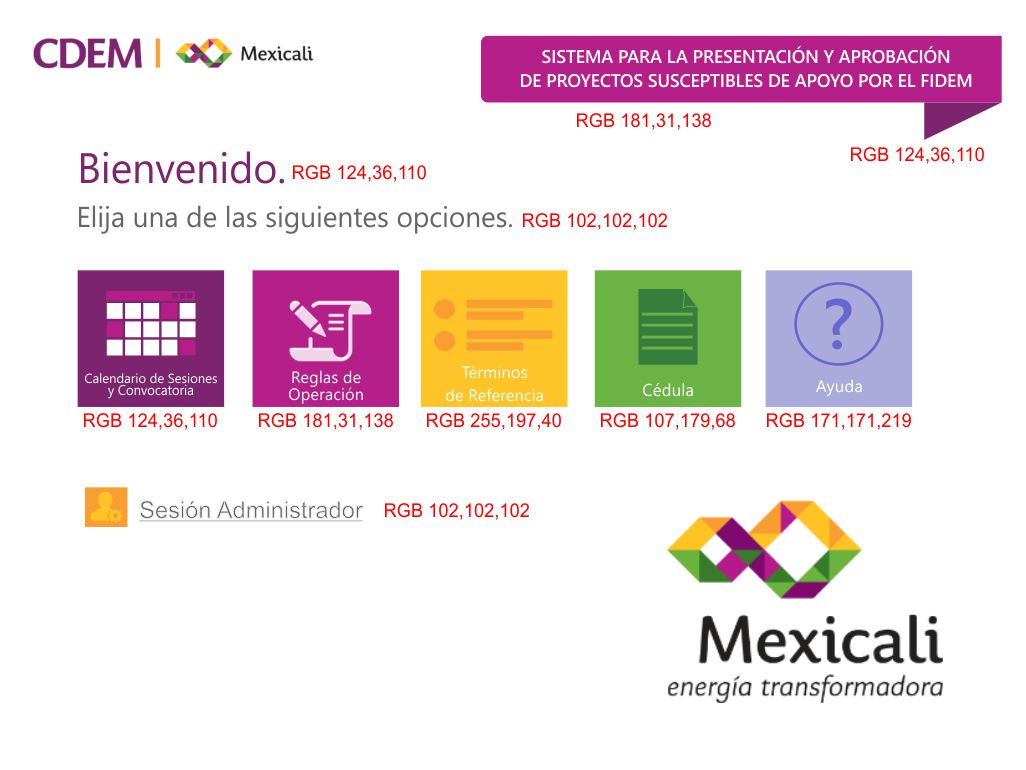 CDEM | Mexicali
SISTEMA PARA LA PRESENTACIÓN Y APROBACIÓN
DE PROYECTOS SUSCEPTIBLES DE APOYO POR EL FIDEM
RGB 181,31,138
RGB 124,36,110
Bienvenido. RGB 124,36,110
Elija una de las siguientes opciones. RGB 102,102,102
Calendario de Sesiones
y Convocatoria
RGB 124,36,110
Reglas de
Operación
RGB 181,31,138
Términos
de Referencia
RGB 255,197,40
Cédula
RGB 107,179,68
?
Ayuda
RGB 171,171,219
Sesión Administrador RGB 102,102,102
Mexicali
energía transformadora